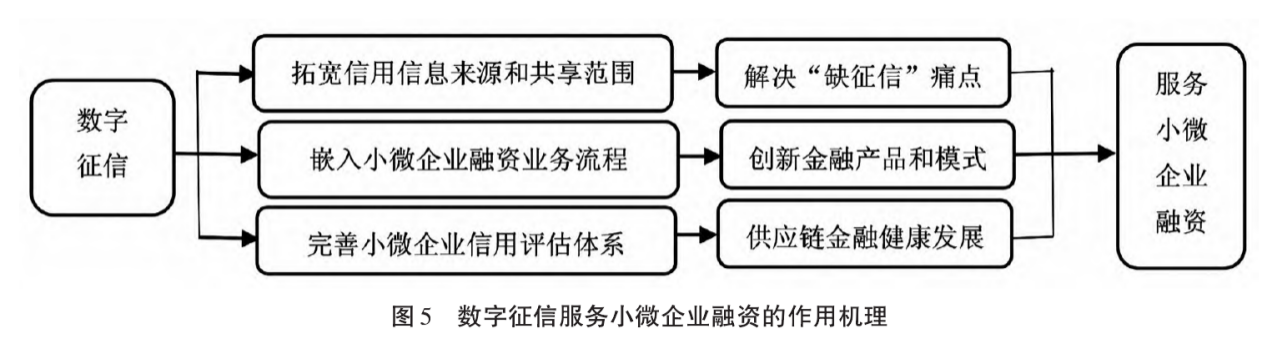 数字
征信
拓宽信用信息来源和共享范围
解决“缺征信”痛点
嵌入小微企业融资业务流程
创新金融产品和模式
完善小微企业信用评估体系
供应链金融健康发展
服务
小微
企业
融资
图5 数字征信服务小微企业融资的作用机理